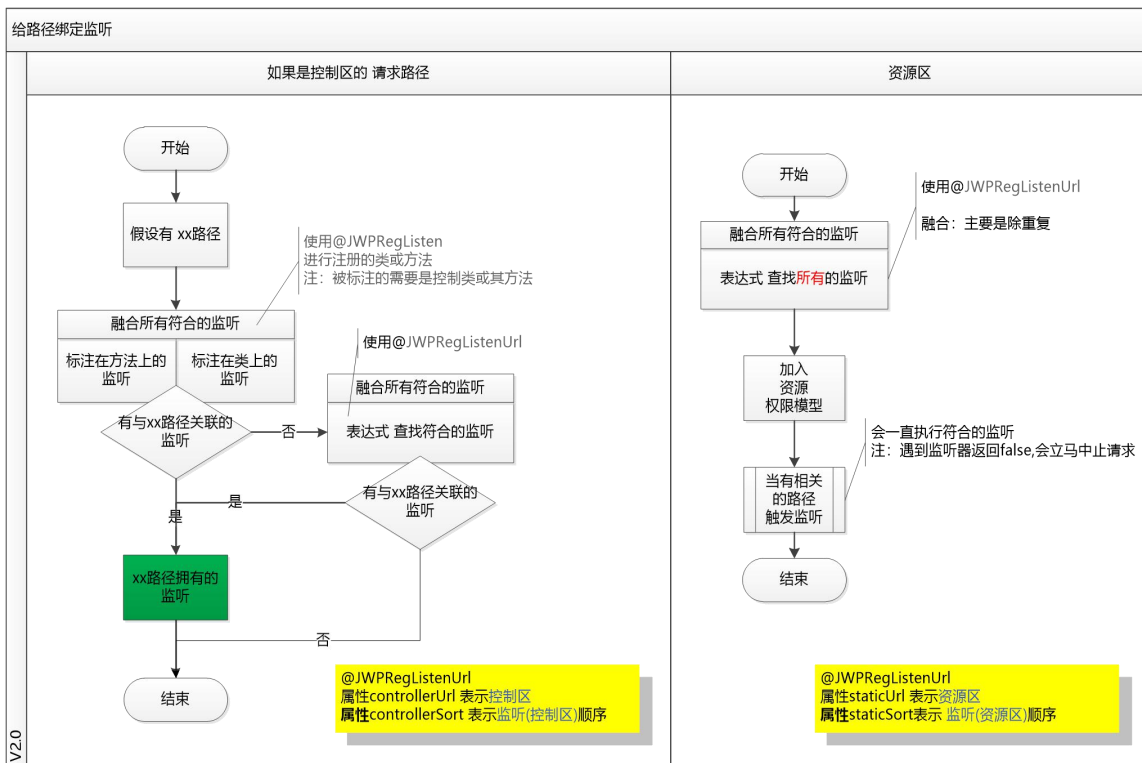 给路径绑定监听
如果是控制区的 请求路径
开始
假设有 xx路径
使用@JWPRegListen
进行注册的类或方法
注：被标注的需要是控制类或其方法
融合所有符合的监听
标注在方法上的
监听
标注在类上的
监听
有与xx路径关联的
监听
否
使用@JWPRegListenUrl
融合所有符合的监听
表达式 查找符合的监听
有与xx路径关联的
监听
是
是
xx路径拥有的
监听
否
结束
@JWPRegListenUrl
属性controllerUrl 表示控制区
属性controllerSort 表示监听(控制区)顺序
资源区
开始
使用@JWPRegListenUrl
融合：主要是除重复
融合所有符合的监听
表达式 查找所有的监听
加入
资源
权限模型
会一直执行符合的监听
注：遇到监听器返回false,会立马中止请求
当有相关
的路径
触发监听
结束
@JWPRegListenUrl
属性staticUrl 表示资源区
属性staticSort表示 监听(资源区)顺序
V2.0